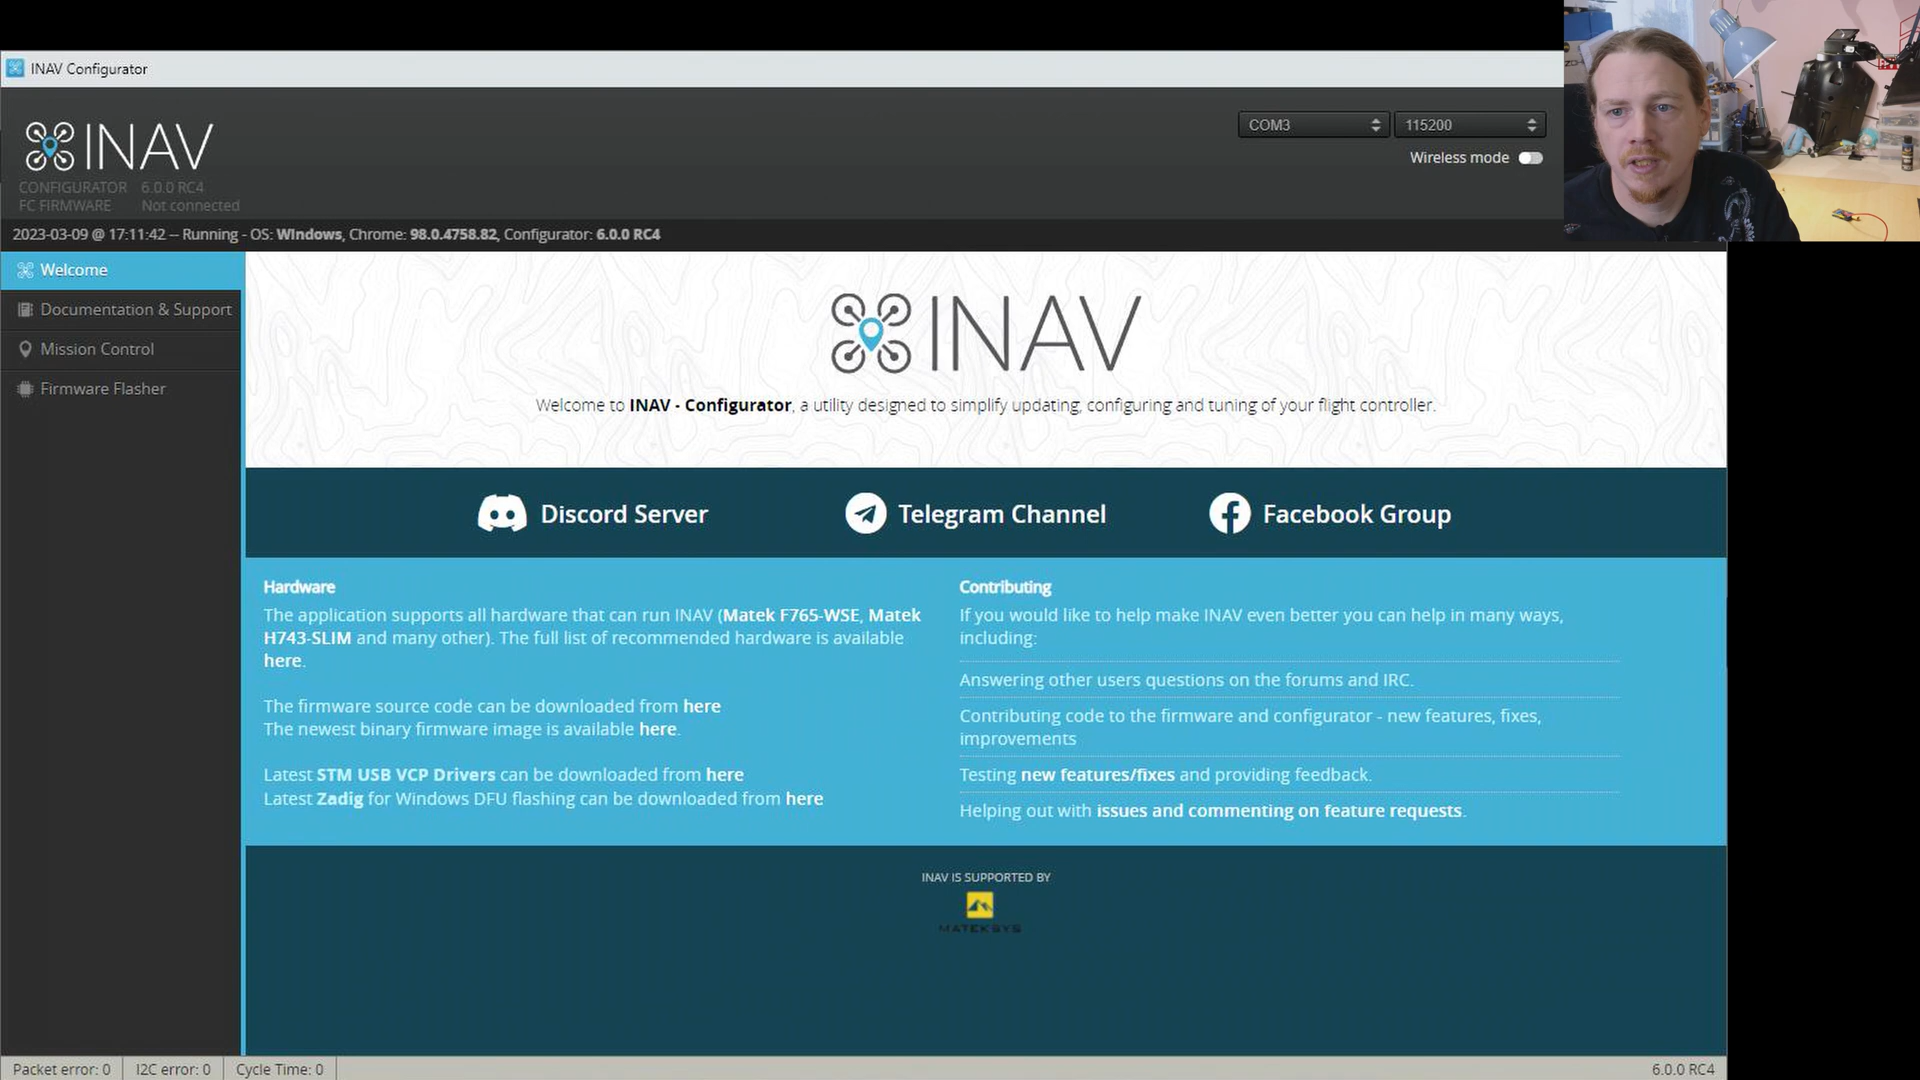 INAV Configurator
INAV
CONFIGURATOR 6.0.0 RC4
FC FIRMWARE Not connected
COM3
115200
Wireless mode
2023-03-09 @ 17:11:42 -- Running - OS: Windows, Chrome: 98.0.4758.82, Configurator: 6.0.0 RC4
Welcome
Documentation & Support
Mission Control
Firmware Flasher
INAV
Welcome to INAV - Configurator, a utility designed to simplify updating, configuring and tuning of your flight controller.
Discord Server
Telegram Channel
Facebook Group
Hardware
The application supports all hardware that can run INAV (Matek F765-WSE, Matek
H743-SLIM and many other). The full list of recommended hardware is available
here.
The firmware source code can be downloaded from here
The newest binary firmware image is available here.
Latest STM USB VCP Drivers can be downloaded from here
Latest Zadig for Windows DFU flashing can be downloaded from here
Contributing
If you would like to help make INAV even better you can help in many ways,
including:
Answering other users questions on the forums and IRC.
Contributing code to the firmware and configurator - new features, fixes,
improvements
Testing new features/fixes and providing feedback.
Helping out with issues and commenting on feature requests.
INAV IS SUPPORTED BY
MATEKSYS
Packet error: 0
I2C error: 0
Cycle Time: 0
6.0.0 RC4